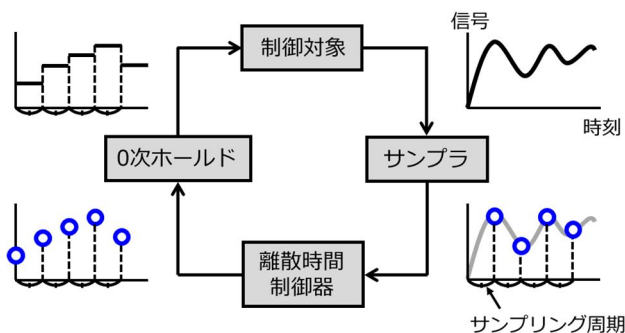 信号
制御対象
時刻
0次ホールド
サンプラ
離散時間
制御器
サンプリング周期